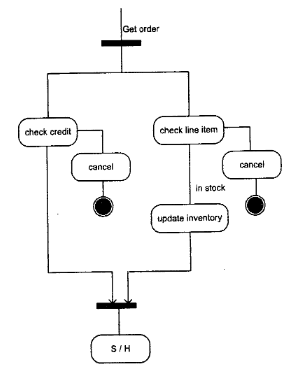 Get order
check credit
check line item
cancel
cancel
in stock
update inventory
S / H